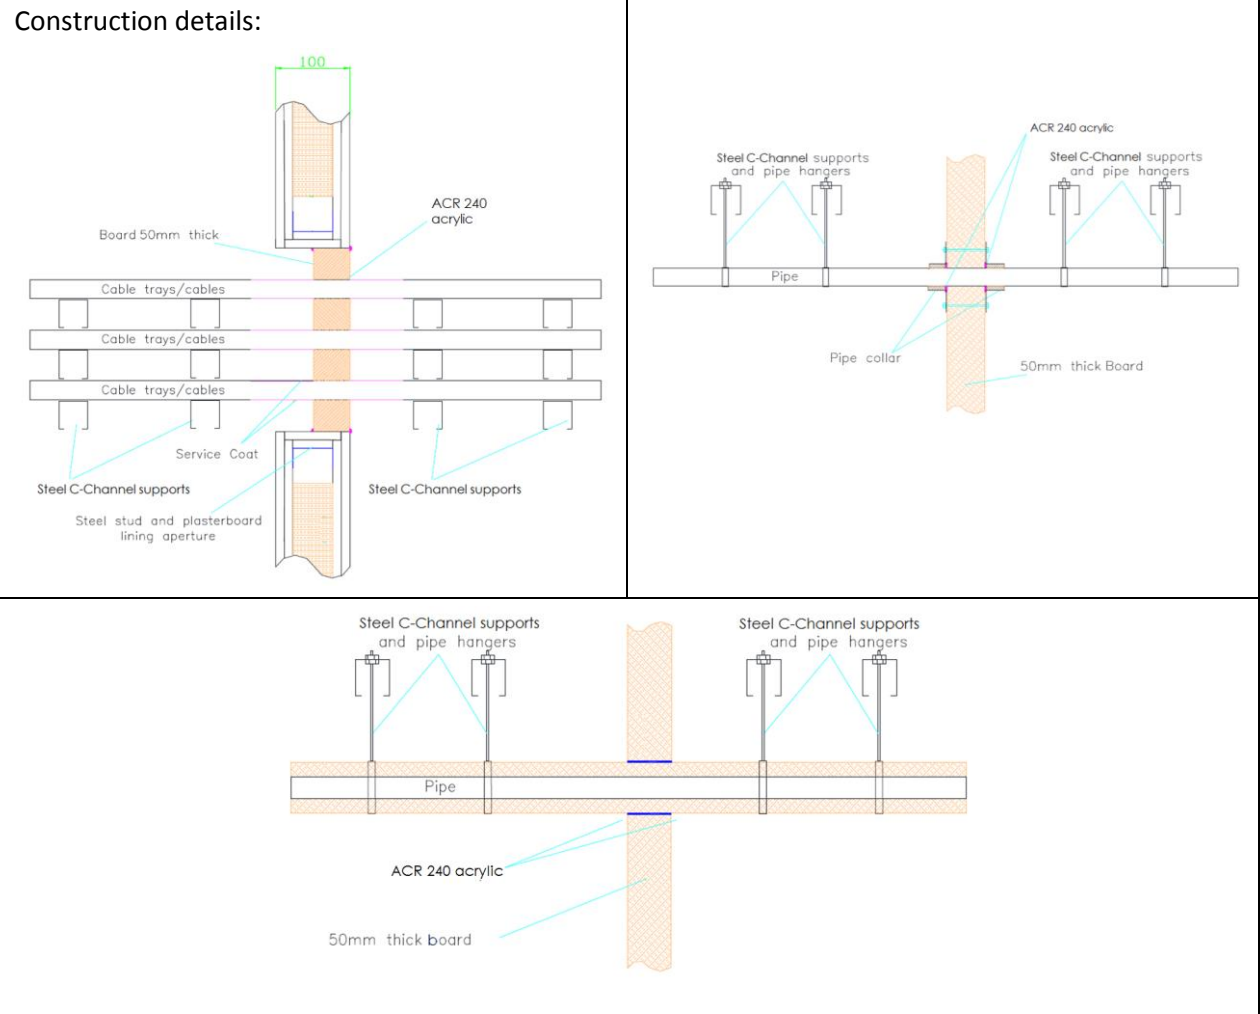 Construction details:
100
ACR 240
acrylic
Board 50mm thick
Cable trays/cables
Cable trays/cables
Cable trays/cables
Service Coat
Steel C-Channel supports
Steel C-Channel supports
Steel stud and plasterboard
lining aperture
ACR 240 acrylic
Steel C-Channel supports
and pipe hangers
Steel C-Channel supports
and pipe hangers
Pipe
Pipe collar
50mm thick Board
Steel C-Channel supports
and pipe hangers
Steel C-Channel supports
and pipe hangers
Pipe
ACR 240 acrylic
50mm thick board